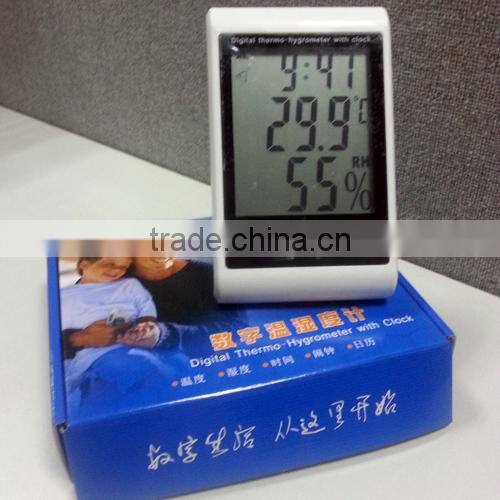 Digital thermo-hygrometer with clock
9:41
29.9℃
55%RH
trade.china.cn
数字温湿度计
Digital Thermo-Hygrometer with Clock
•温度 •湿度 •时间 •闹钟 •日历
数字生活 从这里开始